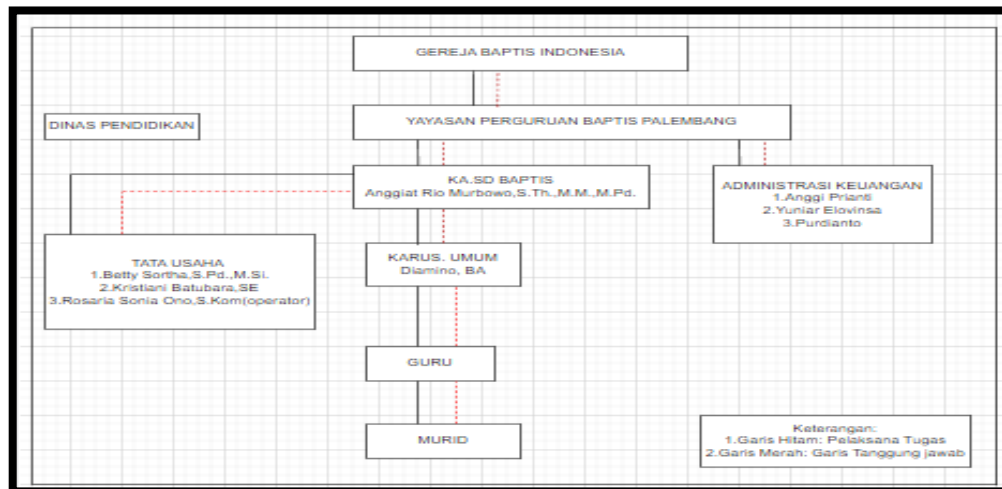 GEREJA BAPTIS INDONESIA
DINAS PENDIDIKAN
YAYASAN PERGURUAN BAPTIS PALEMBANG
KA.SD BAPTIS
Anggiat Rio Murbowo,S.Th.,M.M.,M.Pd.
ADMINISTRASI KEUANGAN
1.Anggi Prianti
2.Yuniar Elovinsa
3.Purdianto
TATA USAHA
1.Betty Sortha,S.Pd.,M.Si.
2.Kristiani Batubara,SE
3.Rosaria Sonia Ono,S.Kom(operator)
KARUS. UMUM
Diamino, BA
GURU
MURID
Keterangan:
1.Garis Hitam: Pelaksana Tugas
2.Garis Merah: Garis Tanggung jawab